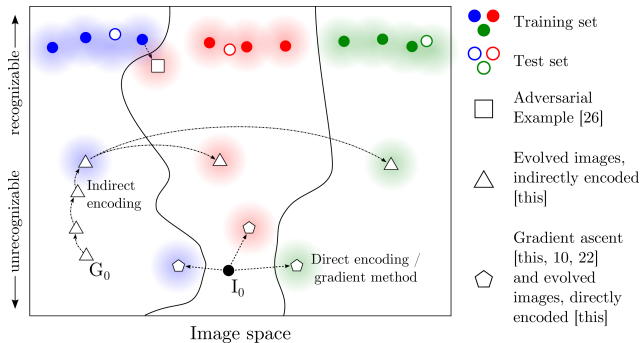 recognizable
unrecognizable
Indirect
encoding
G₀
I₀
Direct encoding /
gradient method
Image space
Training set
Test set
Adversarial
Example [26]
Evolved images,
indirectly encoded
[this]
Gradient ascent
[this, 10, 22]
and evolved
images, directly
encoded [this]